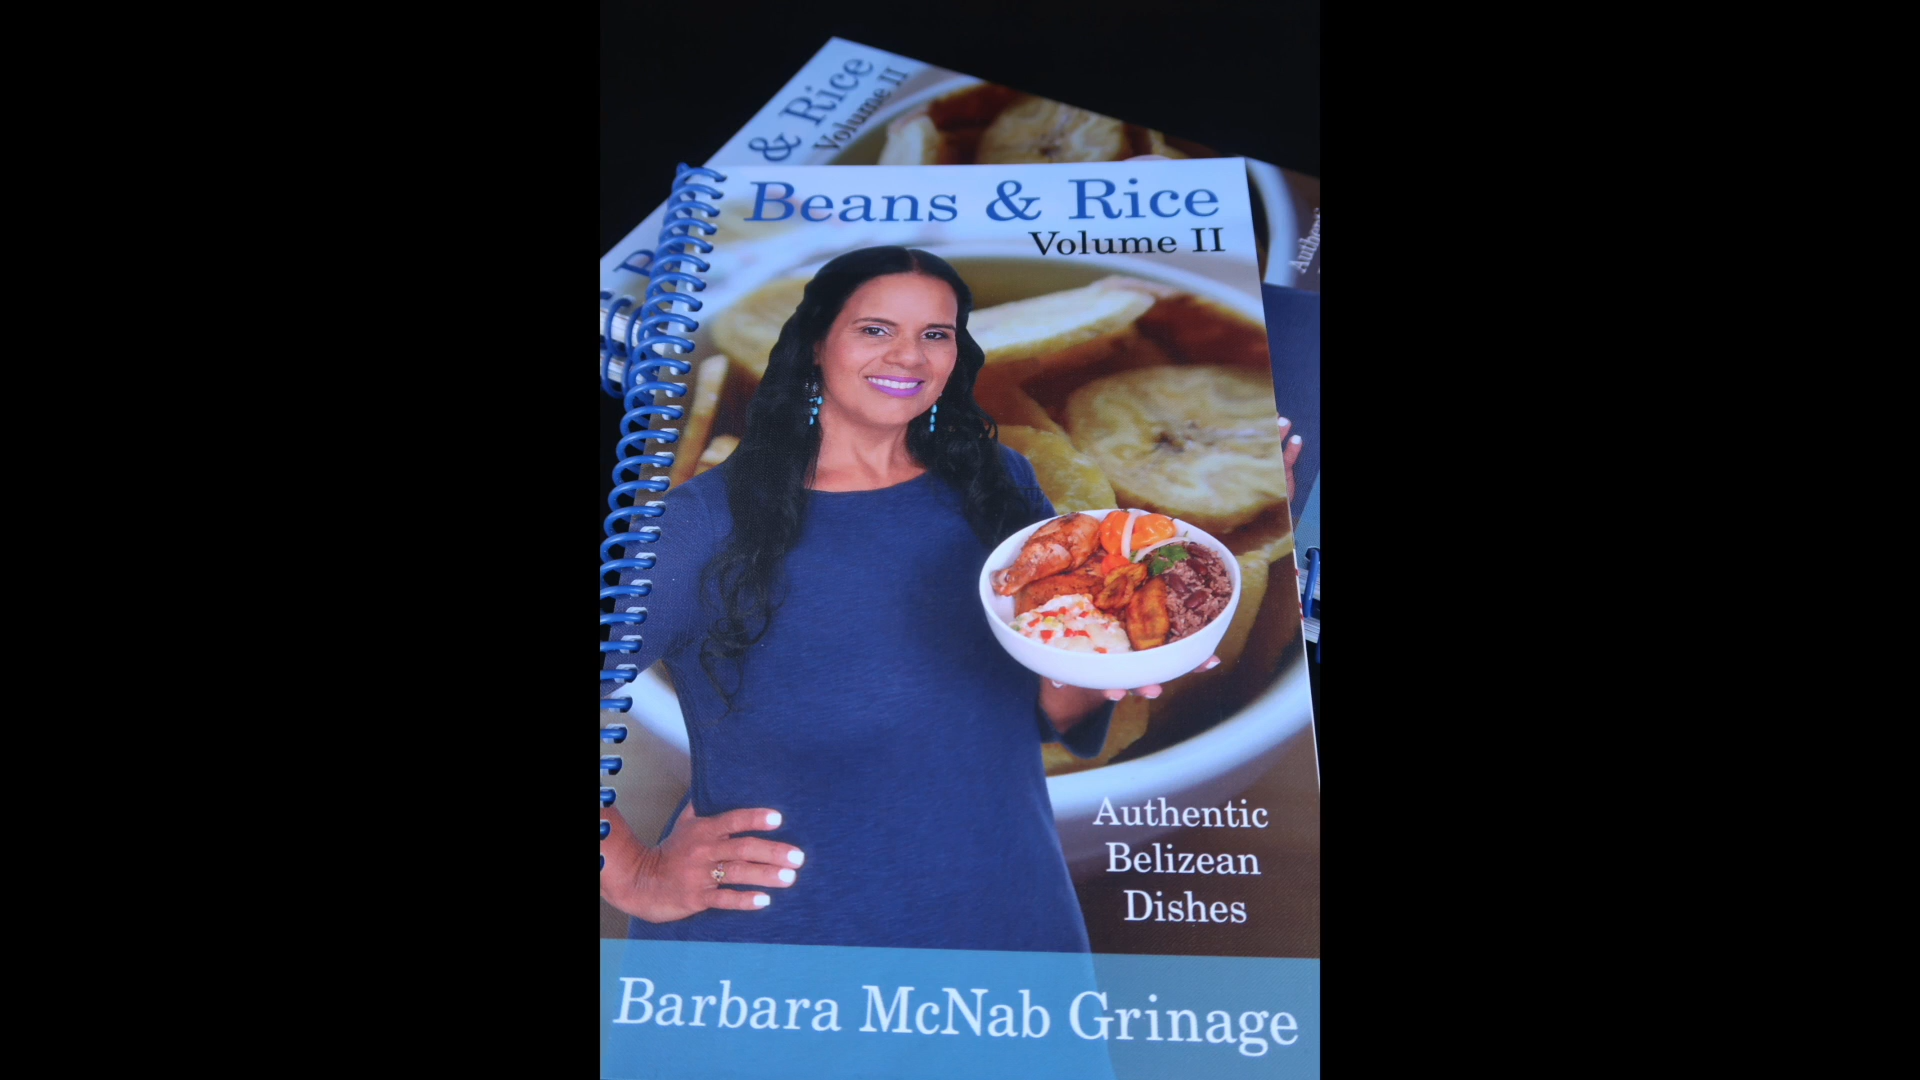 & Rice
Volume II
Beans & Rice
Volume II
Authentic
Belizean
Dishes
Barbara McNab Grinage